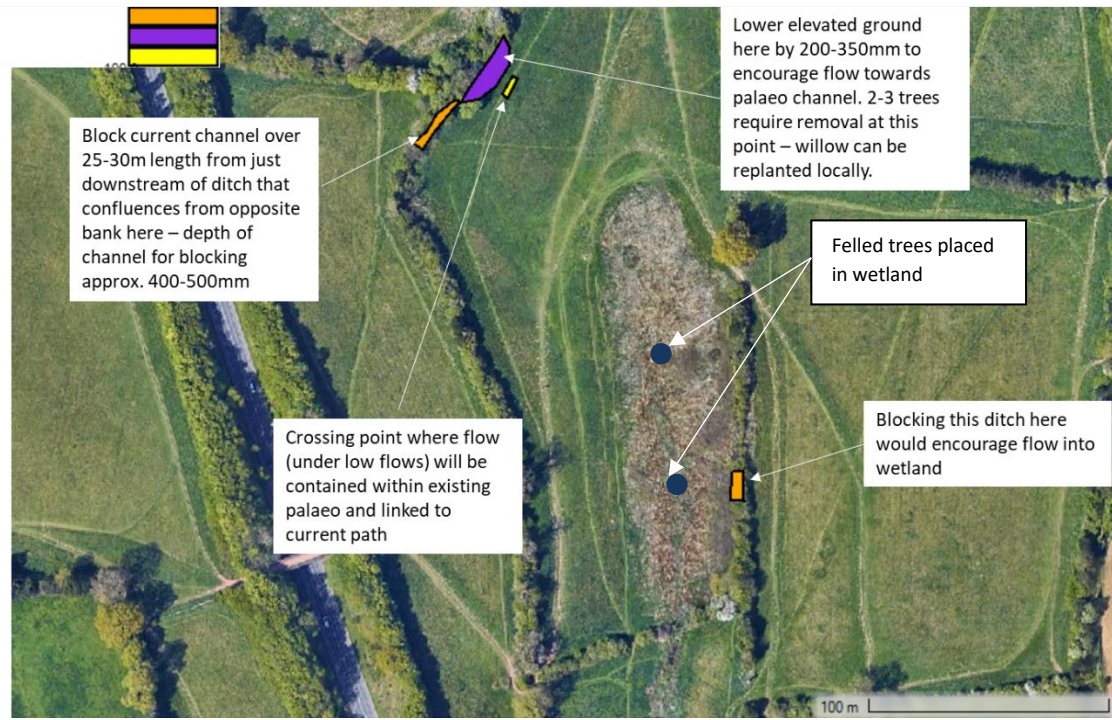 Lower elevated ground
here by 200-350mm to
encourage flow towards
palaeo channel. 2-3 trees
require removal at this
point – willow can be
replanted locally.
Block current channel over
25-30m length from just
downstream of ditch that
confluences from opposite
bank here – depth of
channel for blocking
approx. 400-500mm
Felled trees placed
in wetland
Crossing point where flow
(under low flows) will be
contained within existing
palaeo and linked to
current path
Blocking this ditch here
would encourage flow into
wetland
100 m